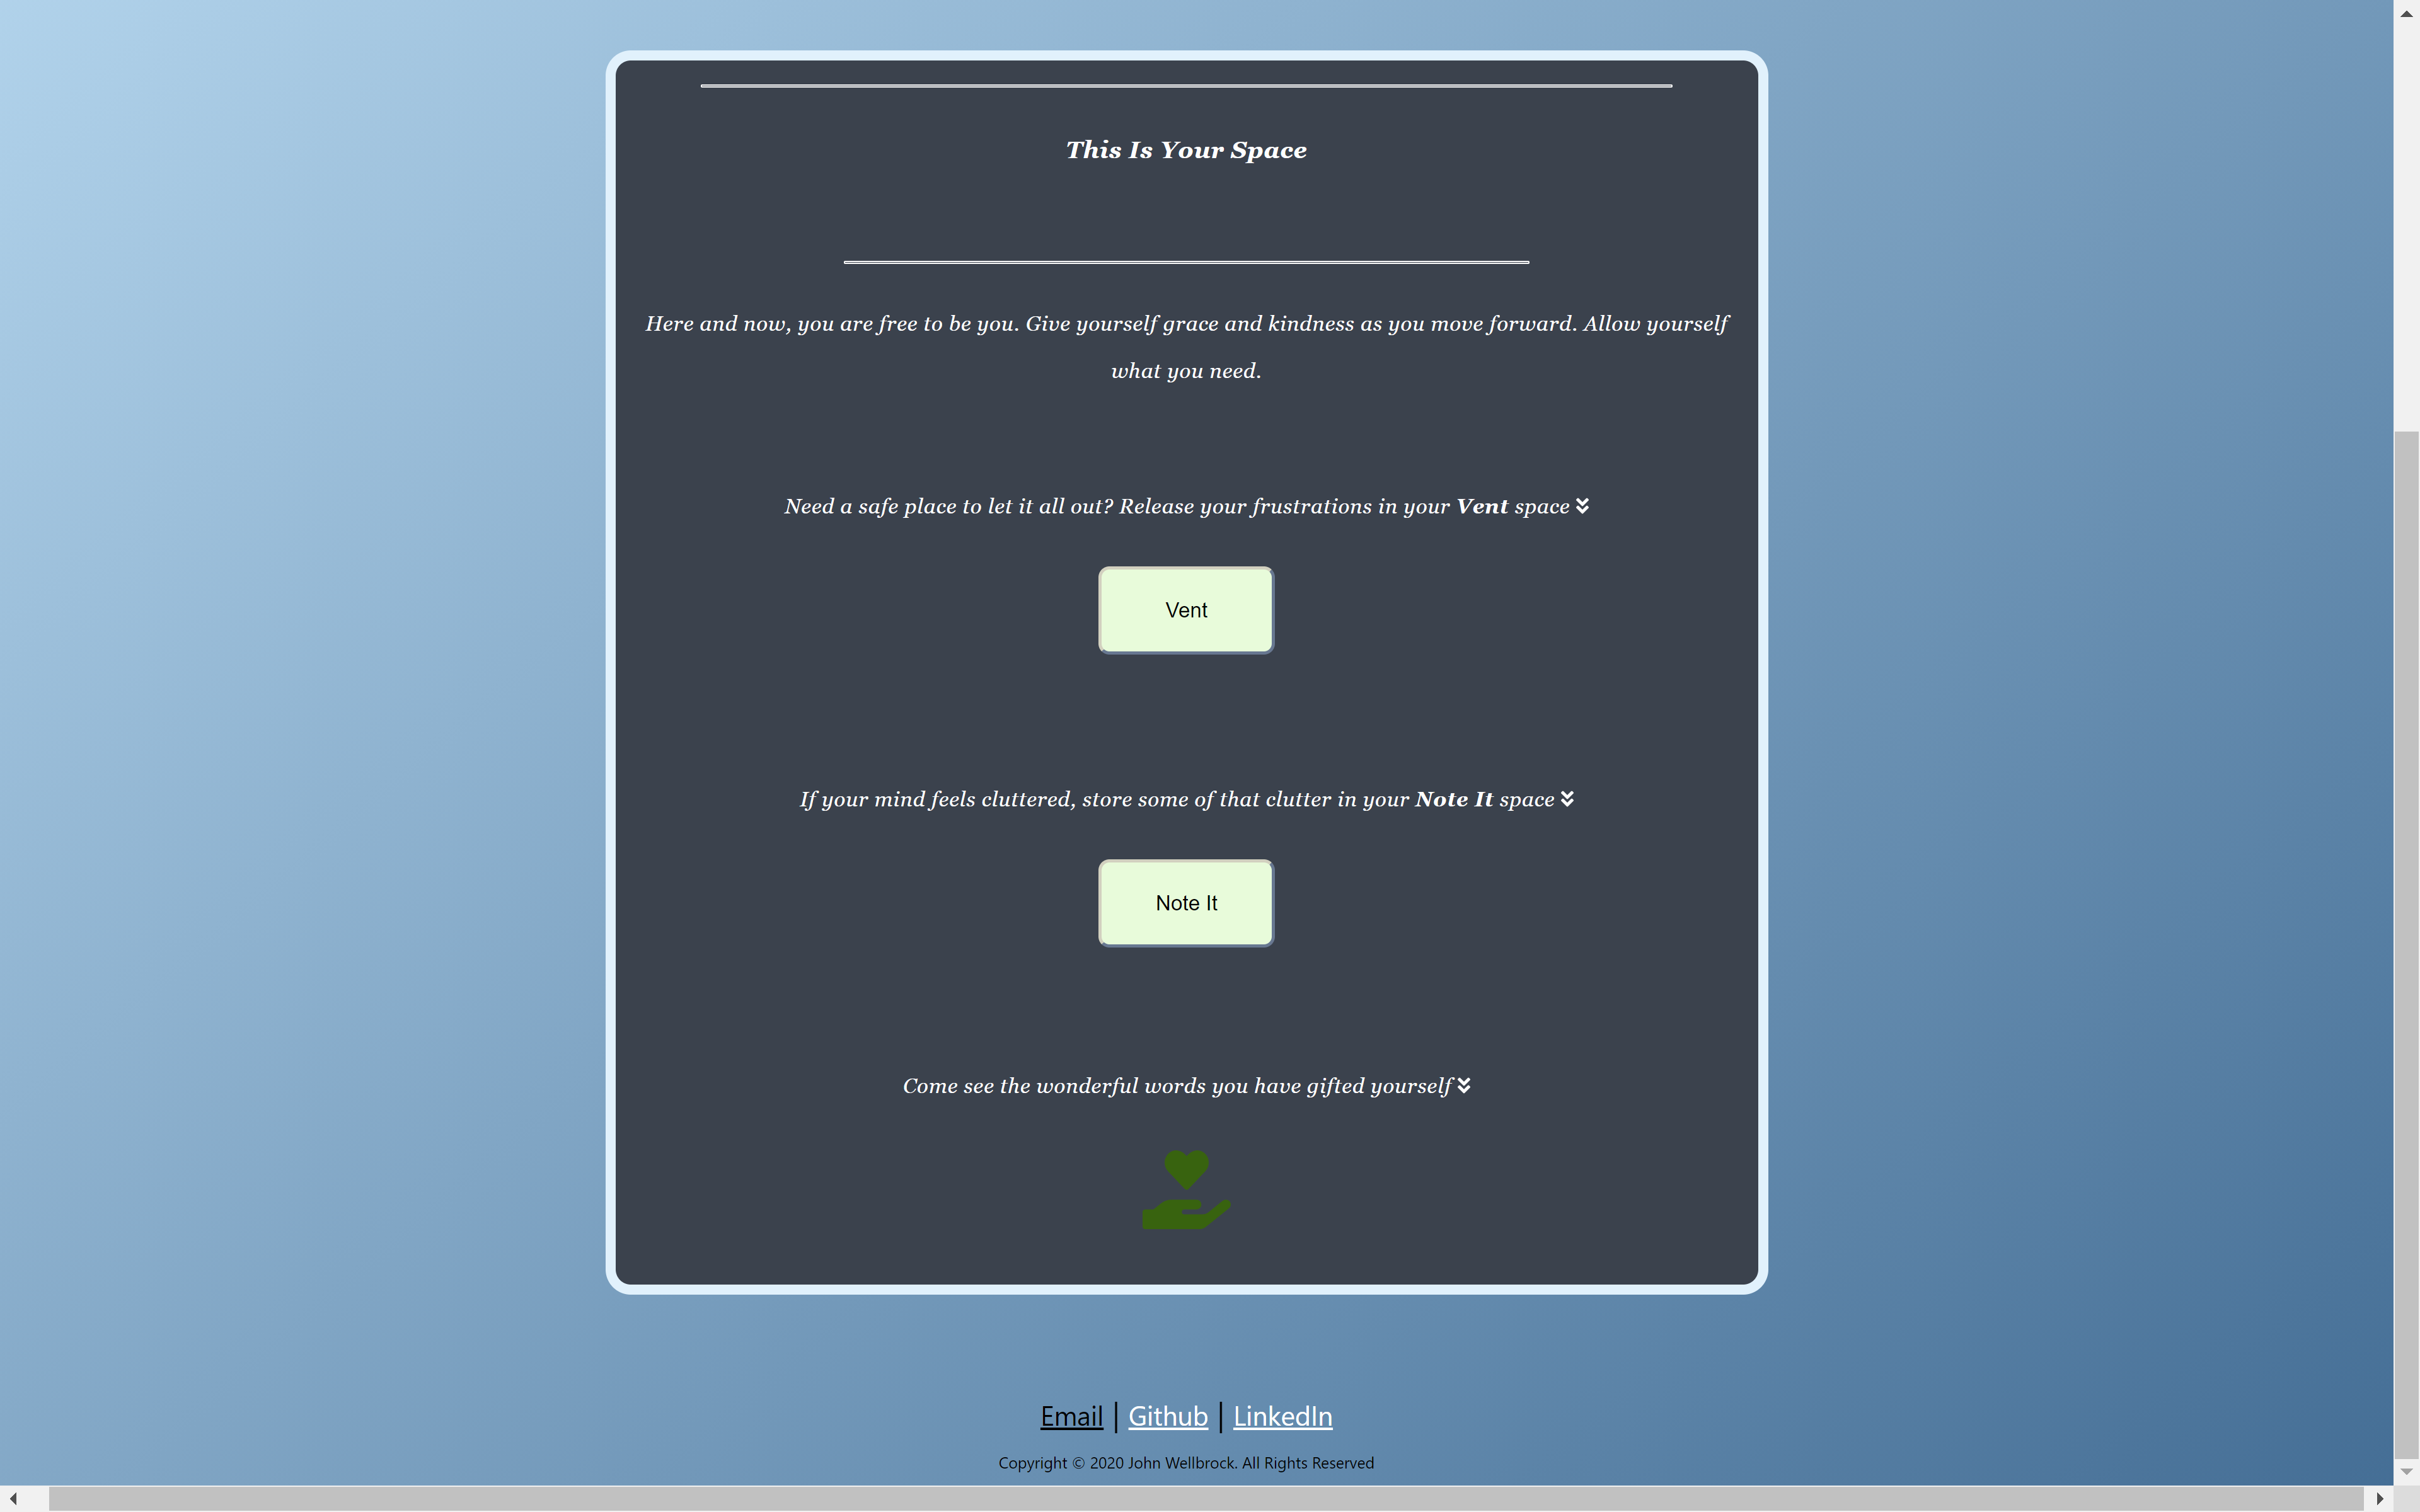 This Is Your Space
Here and now, you are free to be you. Give yourself grace and kindness as you move forward. Allow yourself
what you need.
Need a safe place to let it all out? Release your frustrations in your Vent space
Vent
If your mind feels cluttered, store some of that clutter in your Note It space
Note It
Come see the wonderful words you have gifted yourself
Email | Github | LinkedIn
Copyright © 2020 John Wellbrock. All Rights Reserved